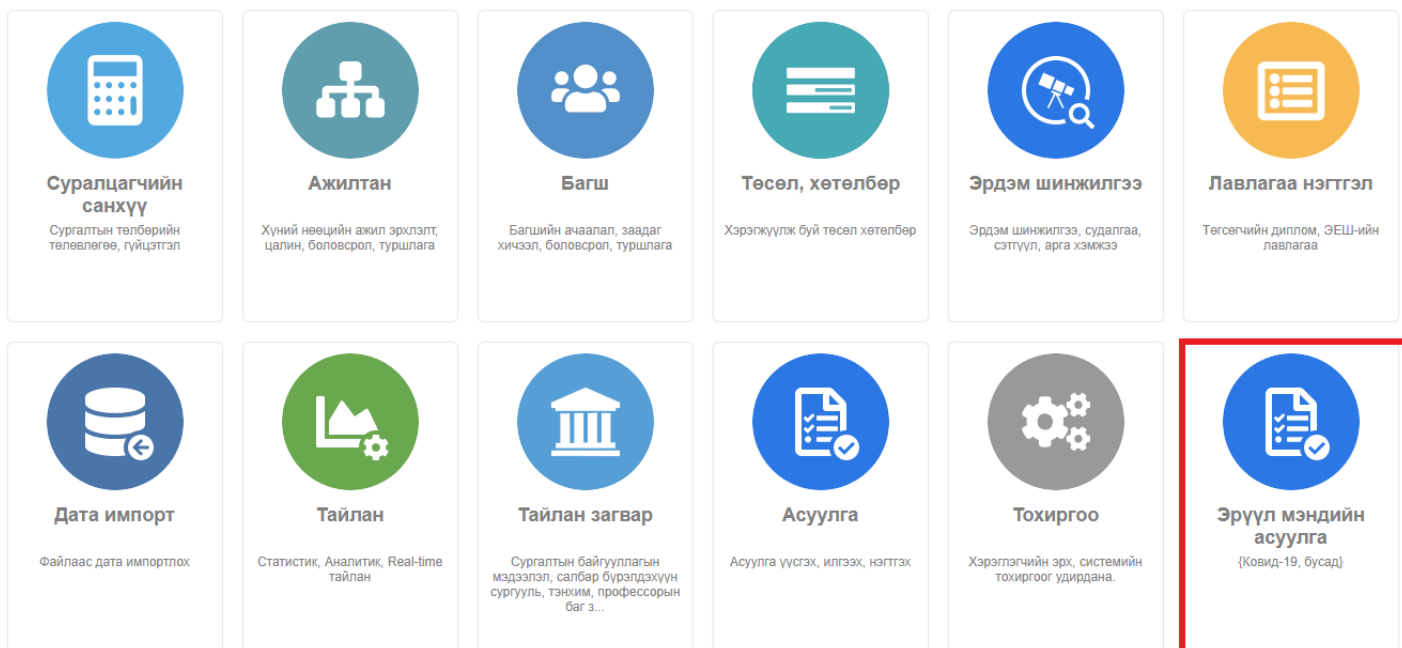 Суралцагчийн
санхүү
Сургалтын төлбөрийн
төлөвлөгөө, гүйцэтгэл
Ажилтан
Хүний нөөцийн ажил эрхлэлт,
цалин, боловсрол, туршлага
Багш
Багшийн ачаалал, заадаг
хичээл, боловсрол, туршлага
Төсөл, хөтөлбөр
Хэрэгжүүлж буй төсөл хөтөлбөр
Эрдэм шинжилгээ
Эрдэм шинжилгээ, судалгаа,
сэтгүүл, арга хэмжээ
Лавлагаа нэгтгэл
Төгсөгчийн диплом, ЭЕШ-ийн
лавлагаа
Дата импорт
Файлаас дата импортлох
Тайлан
Статистик, Аналитик, Real-time
тайлан
Тайлан загвар
Сургалтын байгууллагын
мэдээлэл, салбар бүрэлдэхүүн
сургууль, тэнхим, профессорын
баг з...
Асуулга
Асуулга үүсгэх, илгээх, нэгтгэх
Тохиргоо
Хэрэглэгчийн эрх, системийн
тохиргоог удирдана.
Эрүүл мэндийн
асуулга
{Ковид-19, бусад}